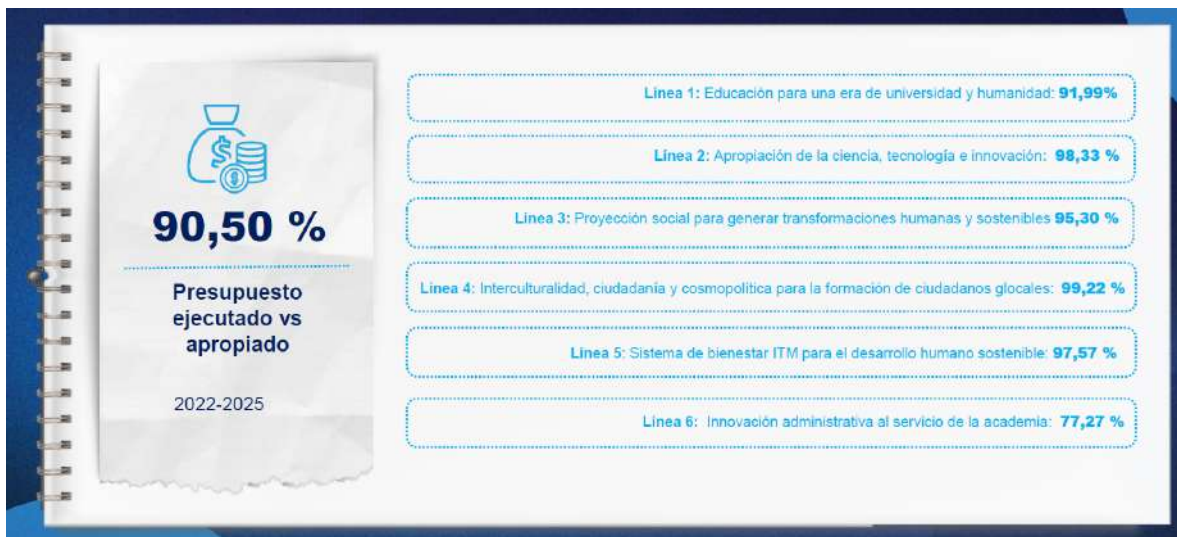 90,50 %
Presupuesto
ejecutado vs
apropiado
2022-2025
Línea 1: Educación para una era de universidad y humanidad: 91,99%
Línea 2: Apropiación de la ciencia, tecnología e innovación: 98,33 %
Línea 3: Proyección social para generar transformaciones humanas y sostenibles 95,30 %
Línea 4: Interculturalidad, ciudadanía y cosmopolítica para la formación de ciudadanos glocales: 99,22 %
Línea 5: Sistema de bienestar ITM para el desarrollo humano sostenible: 97,57 %
Línea 6: Innovación administrativa al servicio de la academia: 77,27 %